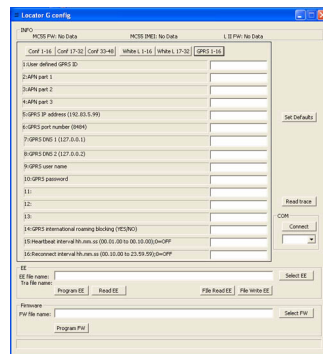 Locator G config
INFO
MC55 FW: No Data MC55 IMEI: No Data L II FW: No Data
Conf 1-16 Conf 17-32 Conf 33-48 White L 1-16 White L 17-32 GPRS 1-16
1:User defined GPRS ID
2:APN part 1
3:APN part 2
4:APN part 3
5:GPRS IP address (192.83.5.99)
6:GPRS port number (8484)
7:GPRS DNS 1 (127.0.0.1)
8:GPRS DNS 2 (127.0.0.2)
9:GPRS user name
10:GPRS password
11:
12:
13:
14:GPRS international roaming blocking (YES/NO)
15:Heartbeat interval hh.mm.ss (00.01.00 to 00.10.00);0=OFF
16:Reconnect interval hh.mm.ss (00.10.00 to 23.59.59);0=OFF
Set Defaults
Read trace
COM
Connect
EE
EE file name:
Select EE
Tra file name:
Program EE Read EE File Read EE File Write EE
Firmware
FW file name:
Select FW
Program FW